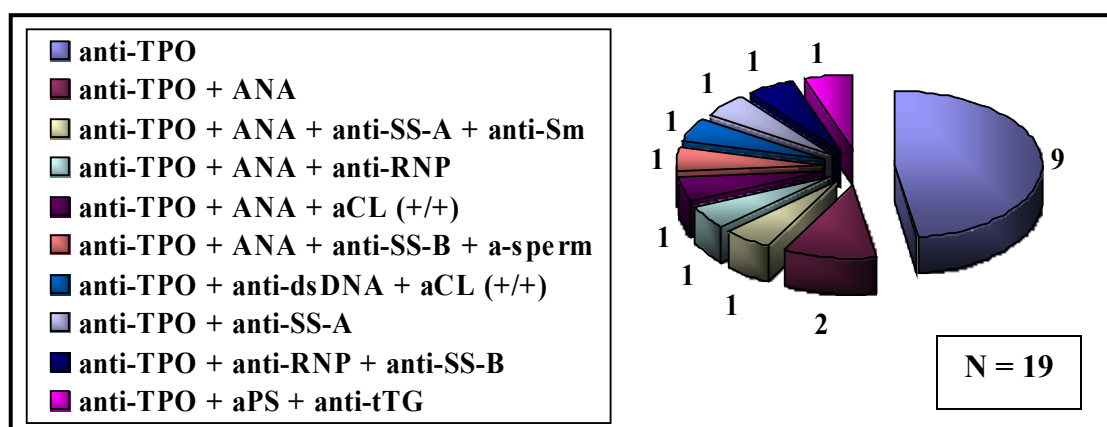 anti-TPO
anti-TPO + ANA
anti-TPO + ANA + anti-SS-A + anti-Sm
anti-TPO + ANA + anti-RNP
anti-TPO + ANA + aCL (+/+)
anti-TPO + ANA + anti-SS-B + a-sperm
anti-TPO + anti-dsDNA + aCL (+/+)
anti-TPO + anti-SS-A
anti-TPO + anti-RNP + anti-SS-B
anti-TPO + aPS + anti-tTG
1
1
1
1
1
1
1
1
2
9
N = 19